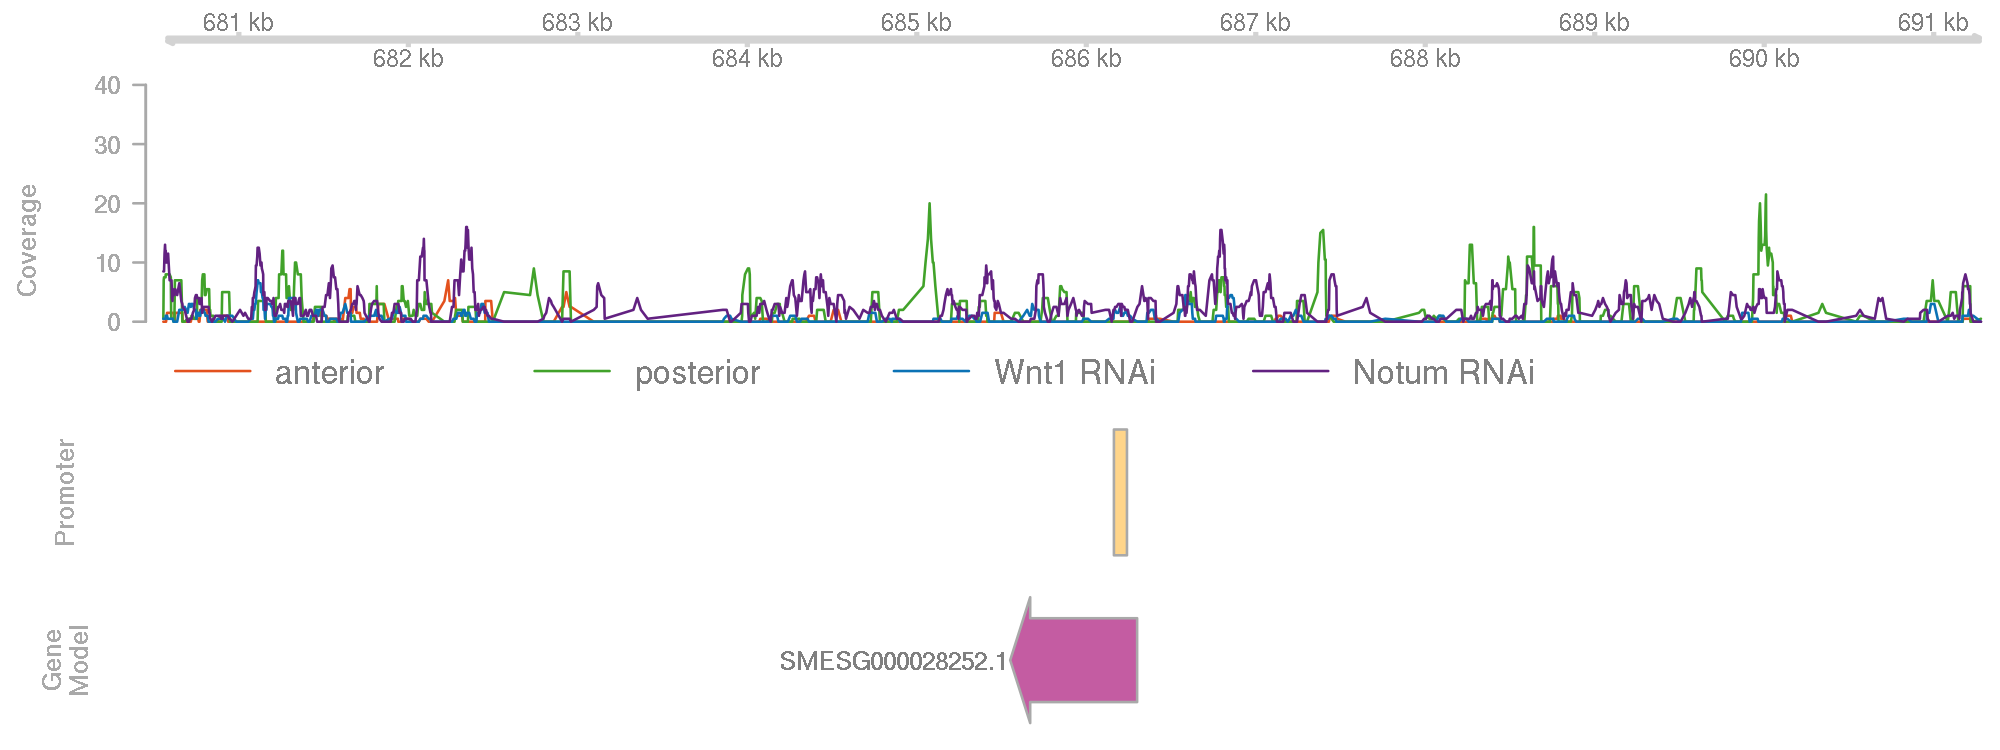 681 kb 683 kb 685 kb 687 kb 689 kb 691 kb
682 kb 684 kb 686 kb 688 kb 690 kb
40
30
20
10
0
Coverage
anterior posterior Wnt1 RNAi Notum RNAi
Promoter
Gene
Model
SMESG000028252.1